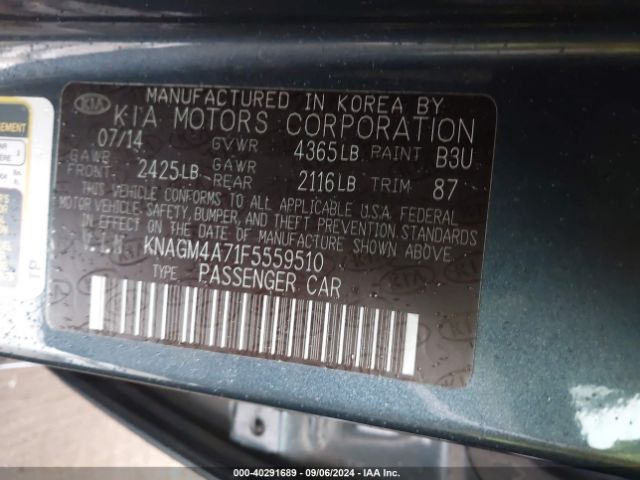 MANUFACTURED IN KOREA BY
KIA KIA MOTORS CORPORATION
07/14 GVWR 4365LB PAINT B3U
GAWR FRONT 2425LB GAWR REAR 2116LB TRIM 87
THIS VEHICLE CONFORMS TO ALL APPLICABLE U.S.A. FEDERAL
MOTOR VEHICLE SAFETY, BUMPER, AND THEFT PREVENTION
STANDARDS IN EFFECT ON THE DATE OF MANUFACTURE SHOWN ABOVE.
V.I.N KNAGM4A71F5559510
TYPE PASSENGER CAR
000-40291689 - 09/06/2024 - IAA Inc.